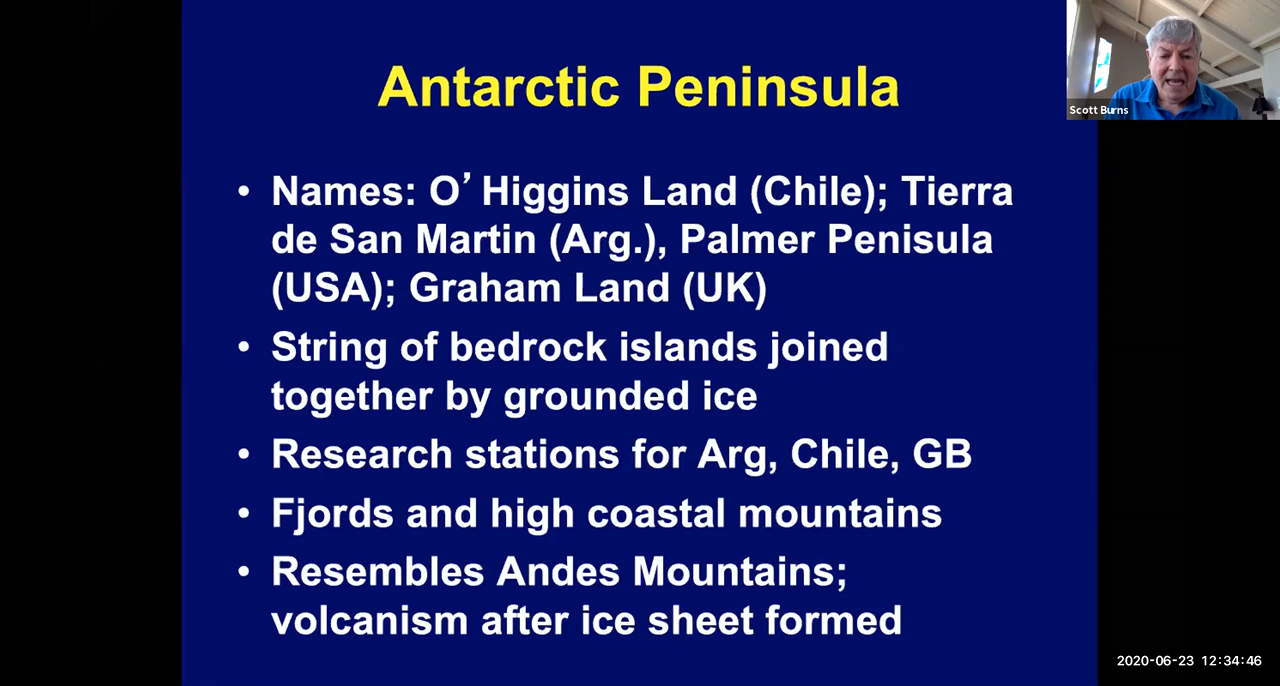 Antarctic Peninsula
Scott Burns
• Names: O’ Higgins Land (Chile); Tierra
de San Martin (Arg.), Palmer Penisula
(USA); Graham Land (UK)
• String of bedrock islands joined
together by grounded ice
• Research stations for Arg, Chile, GB
• Fjords and high coastal mountains
• Resembles Andes Mountains;
volcanism after ice sheet formed
2020-06-23 12:34:46